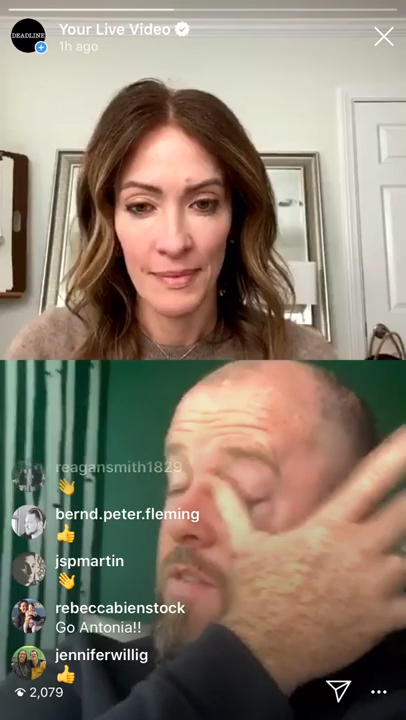 DEADLINE
Your Live Video
1h ago
reagansmith1829
👋
bernd.peter.fleming
👍
jspmartin
👋
rebeccabienstock
Go Antonia!!
jenniferwillig
👍
2,079